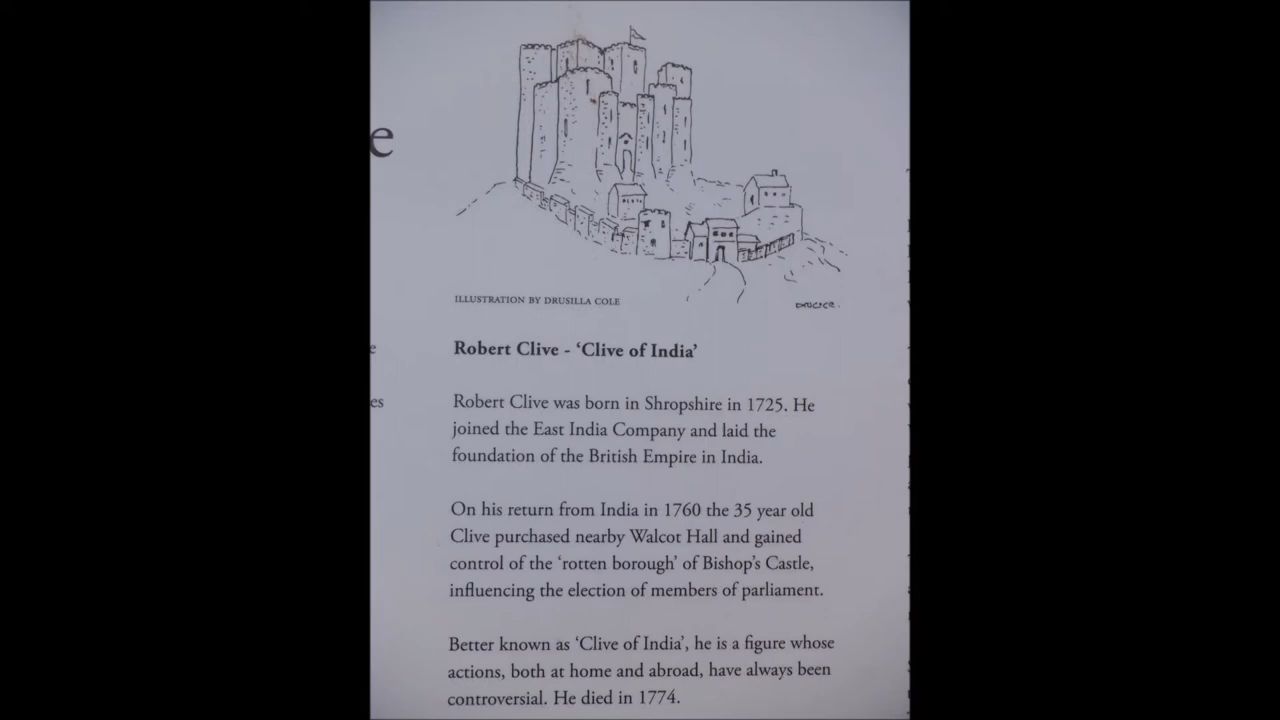 e
ILLUSTRATION BY DRUSILLA COLE
Robert Clive - ‘Clive of India’
e
Robert Clive was born in Shropshire in 1725. He
es
joined the East India Company and laid the
foundation of the British Empire in India.
On his return from India in 1760 the 35 year old
Clive purchased nearby Walcot Hall and gained
control of the ‘rotten borough’ of Bishop’s Castle,
influencing the election of members of parliament.
Better known as ‘Clive of India’, he is a figure whose
actions, both at home and abroad, have always been
controversial. He died in 1774.